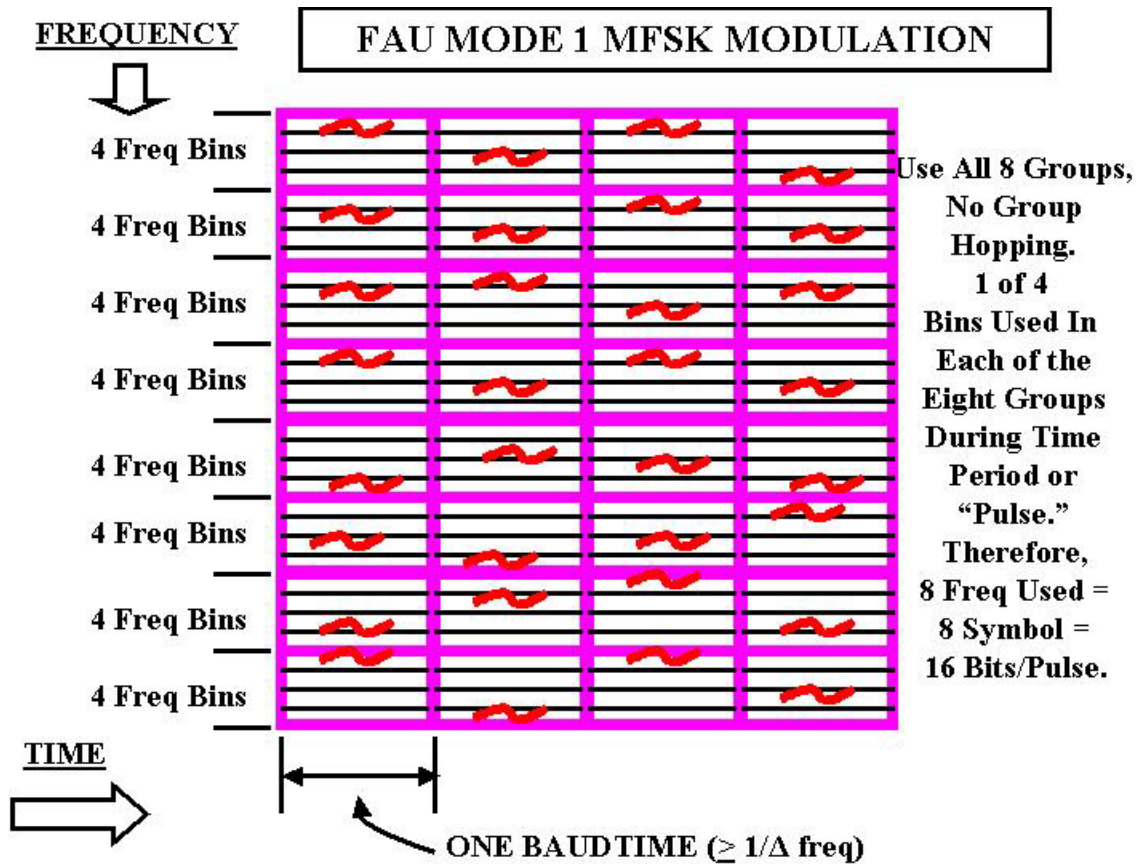 FREQUENCY
FAU MODE 1 MFSK MODULATION
4 Freq Bins
4 Freq Bins
4 Freq Bins
4 Freq Bins
4 Freq Bins
4 Freq Bins
4 Freq Bins
4 Freq Bins
Use All 8 Groups,
No Group
Hopping.
1 of 4
Bins Used In
Each of the
Eight Groups
During Time
Period or
“Pulse.”
Therefore,
8 Freq Used =
8 Symbol =
16 Bits/Pulse.
TIME
ONE BAUDTIME (≥ 1/Δ freq)